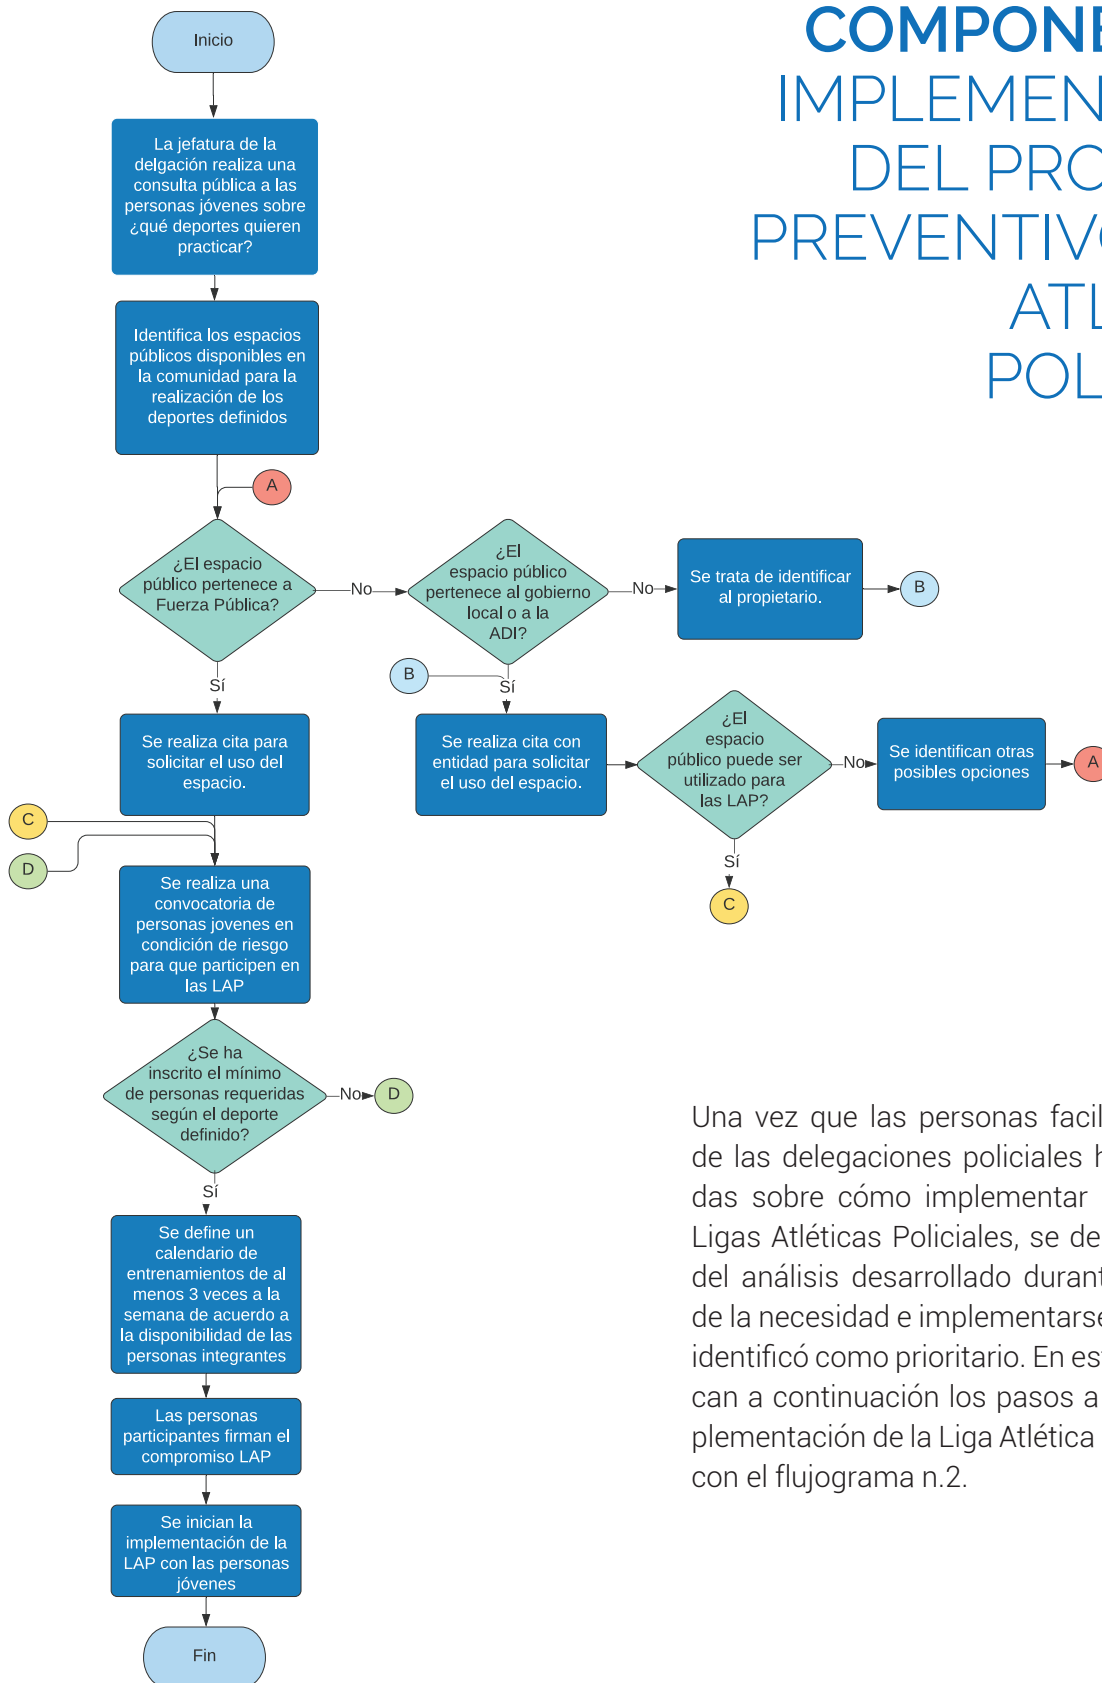 COMPONE
IMPLEMEN
DEL PRO
PREVENTIVO
ATL
POL
Inicio
La jefatura de la
delgación realiza una
consulta pública a las
personas jóvenes sobre
¿qué deportes quieren
practicar?
Identifica los espacios
públicos disponibles en
la comunidad para la
realización de los
deportes definidos
A
¿El espacio
público pertenece a
Fuerza Pública?
No
¿El
espacio público
pertenece al gobierno
local o a la
ADI?
No
Se trata de identificar
al propietario.
B
Sí
B
Sí
Se realiza cita para
solicitar el uso del
espacio.
Se realiza cita con
entidad para solicitar
el uso del espacio.
¿El
espacio
público puede ser
utilizado para
las LAP?
No
Se identifican otras
posibles opciones
A
Sí
C
C
D
Se realiza una
convocatoria de
personas jovenes en
condición de riesgo
para que participen en
las LAP
¿Se ha
inscrito el mínimo
de personas requeridas
según el deporte
definido?
No
D
Sí
Se define un
calendario de
entrenamientos de al
menos 3 veces a la
semana de acuerdo a
la disponibilidad de las
personas integrantes
Las personas
participantes firman el
compromiso LAP
Se inician la
implementación de la
LAP con las personas
jóvenes
Fin
Una vez que las personas facil
de las delegaciones policiales h
das sobre cómo implementar
Ligas Atléticas Policiales, se de
del análisis desarrollado durant
de la necesidad e implementarse
identificó como prioritario. En es
can a continuación los pasos a
plementación de la Liga Atlética
con el flujograma n.2.